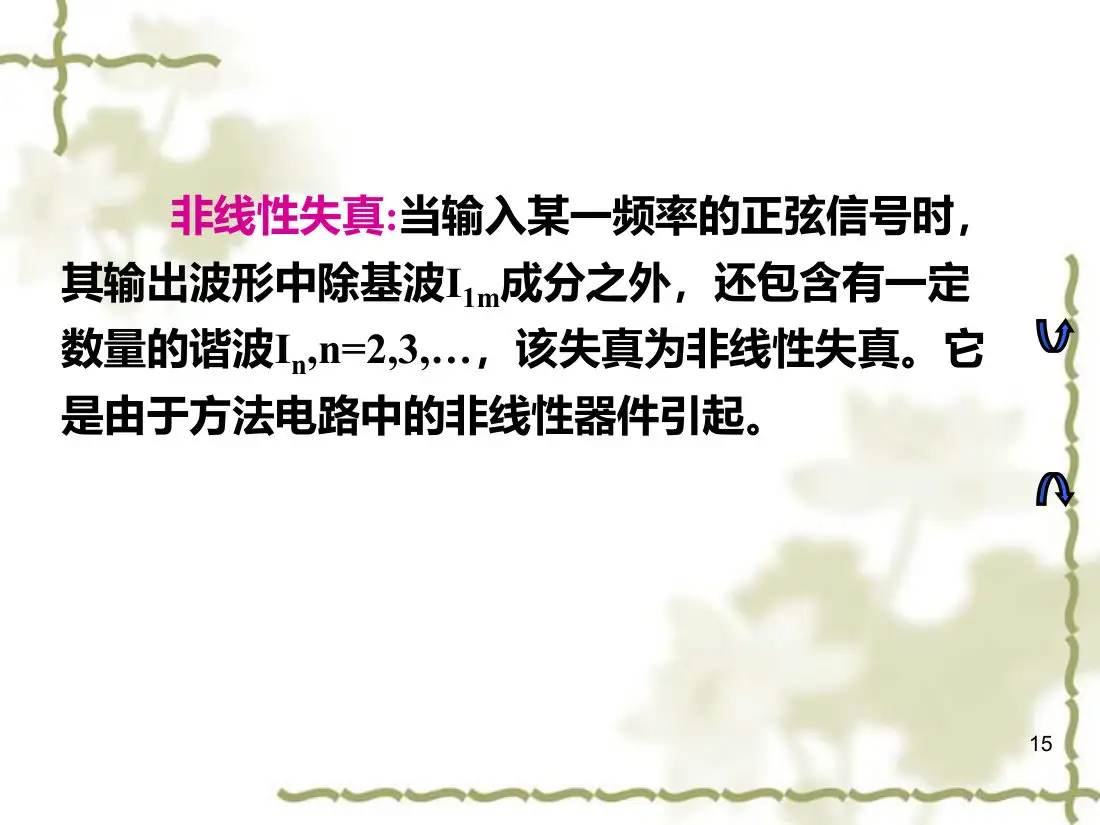 非线性失真:当输入某一频率的正弦信号时，
其输出波形中除基波I1m成分之外，还包含有一定
数量的谐波In,n=2,3,…，该失真为非线性失真。它
是由于方法电路中的非线性器件引起。
15